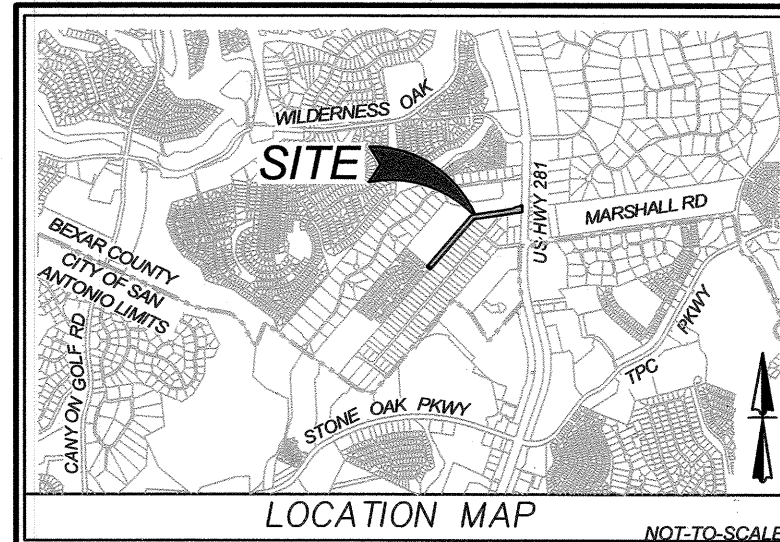 WILDERNESS OAK
SITE
US HWY 281
MARSHALL RD
BEXAR COUNTY
CITY OF SAN
ANTONIO LIMITS
CANYON GOLF RD
TPC PKWY
STONE OAK PKWY
LOCATION MAP
NOT-TO-SCALE